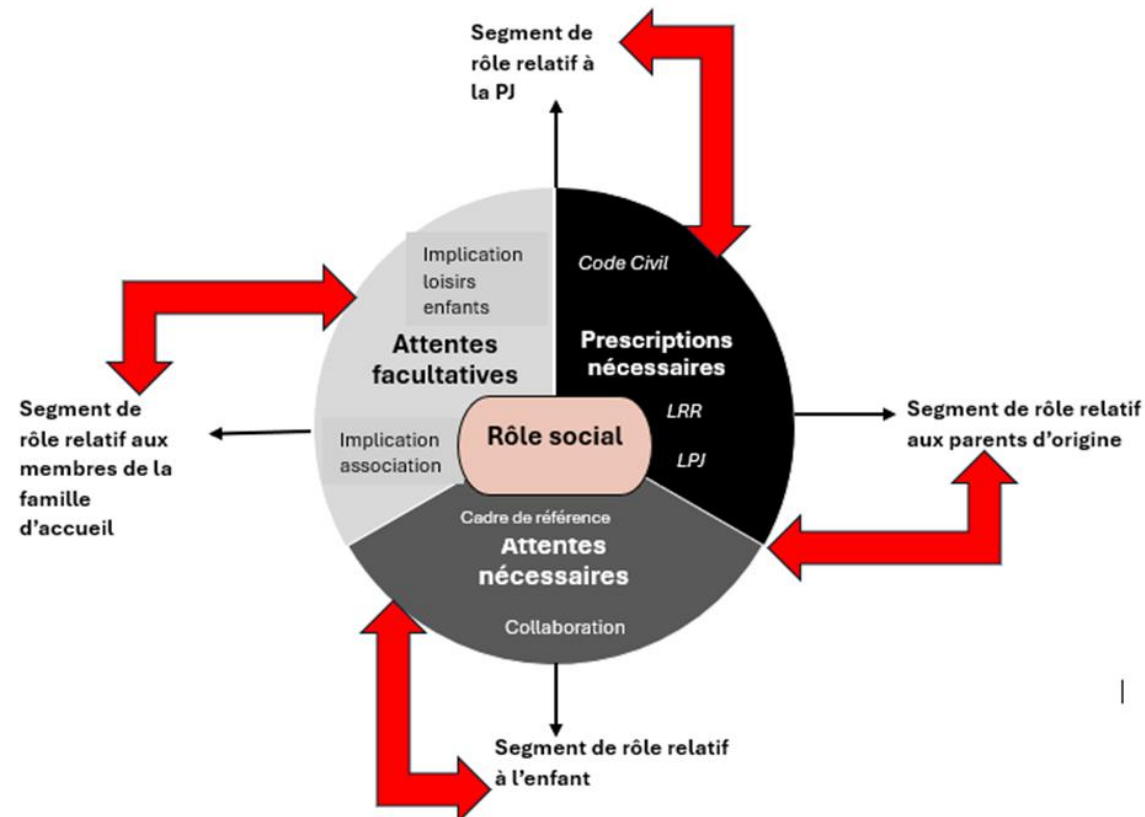 Segment de
rôle relatif à
la PJ
Implication
loisirs
enfants
Attentes
facultatives
Implication
association
Code Civil
Prescriptions
nécessaires
LRR
LPJ
Rôle social
Segment de
rôle relatif aux
membres de la
famille
d'accueil
Segment de rôle relatif
aux parents d'origine
Cadre de référence
Attentes
nécessaires
Collaboration
Segment de rôle relatif
à l'enfant